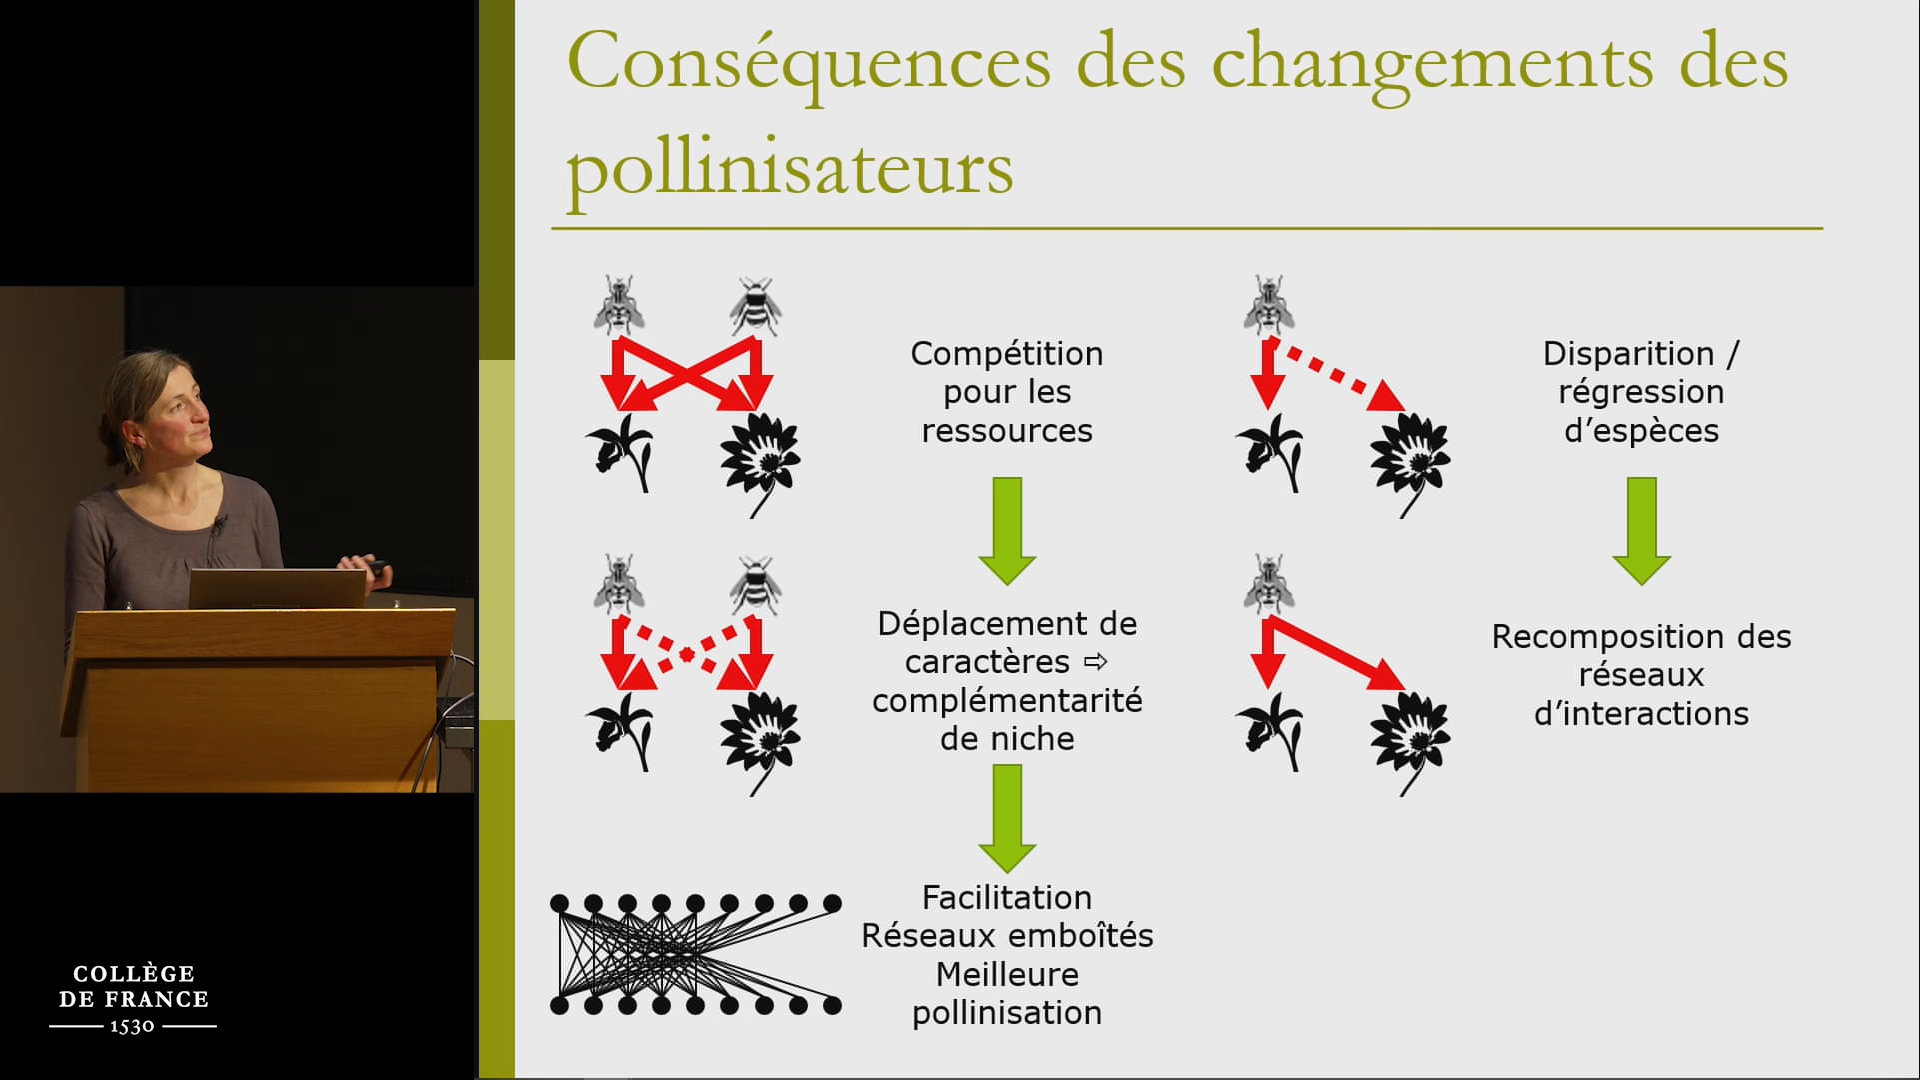 Conséquences des changements des
pollinisateurs
Compétition
pour les
ressources
Disparition /
régression
d’espèces
Déplacement de
caractères ⇨
complémentarité
de niche
Recomposition des
réseaux
d’interactions
Facilitation
Réseaux emboîtés
Meilleure
pollinisation
COLLÈGE
DE FRANCE
1530